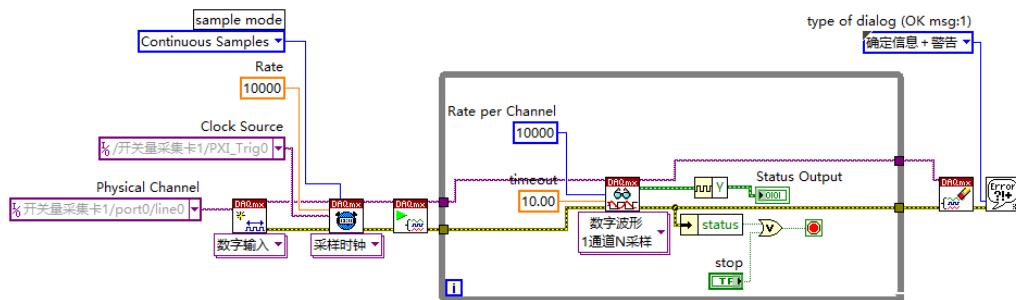 sample mode
Continuous Samples
Rate
10000
Clock Source
/开关量采集卡1/PXI_Trig0
Physical Channel
开关量采集卡1/port0/line0
DAQmx
数字输入
DAQmx
采样时钟
DAQmx
Rate per Channel
10000
timeout
10.00
DAQmx
数字波形
1通道N采样
Y
Status Output
0101
status
V
stop
TF
i
type of dialog (OK msg:1)
确定信息 + 警告
DAQmx
Error
?!+